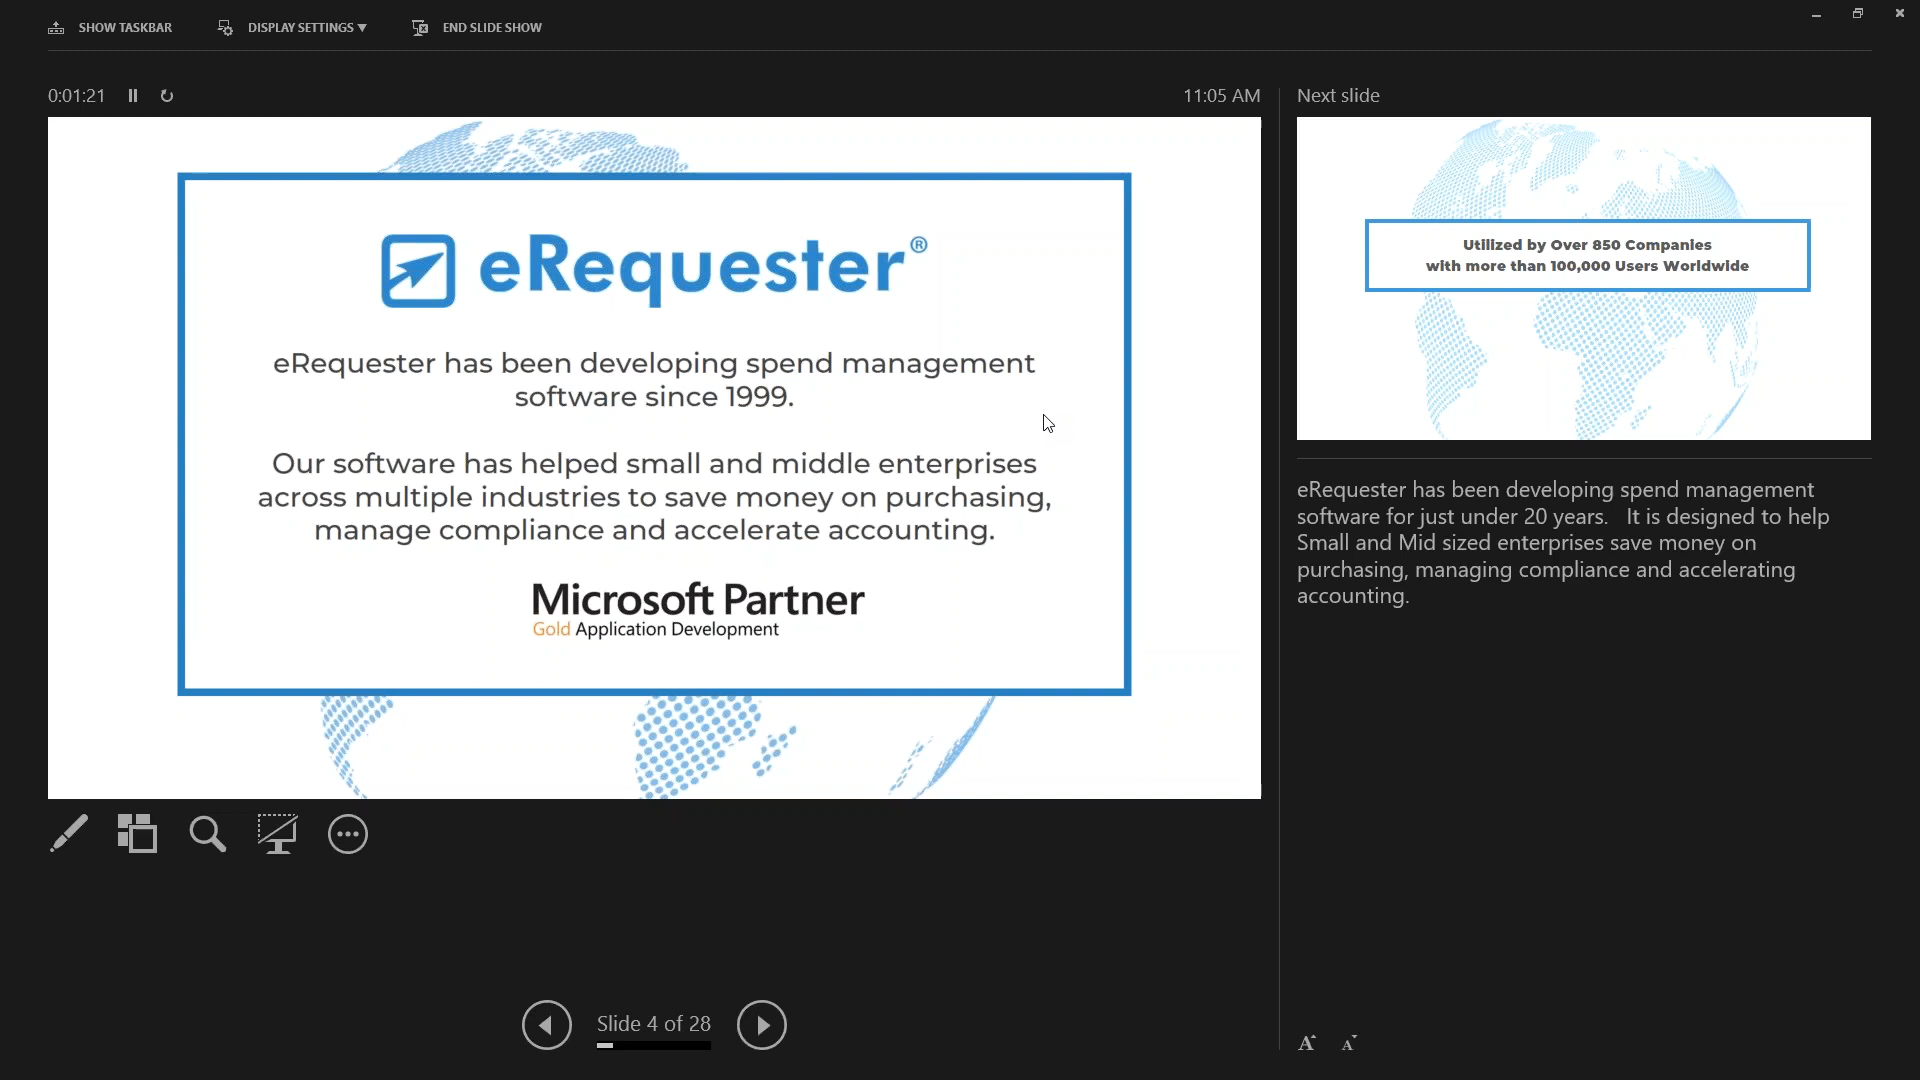 SHOW TASKBAR
DISPLAY SETTINGS ▼
END SLIDE SHOW
0:01:21
11:05 AM
eRequester®
eRequester has been developing spend management
software since 1999.
Our software has helped small and middle enterprises
across multiple industries to save money on purchasing,
manage compliance and accelerate accounting.
Microsoft Partner
Gold Application Development
Slide 4 of 28
Next slide
Utilized by Over 850 Companies
with more than 100,000 Users Worldwide
eRequester has been developing spend management
software for just under 20 years.   It is designed to help
Small and Mid sized enterprises save money on
purchasing, managing compliance and accelerating
accounting.
A A